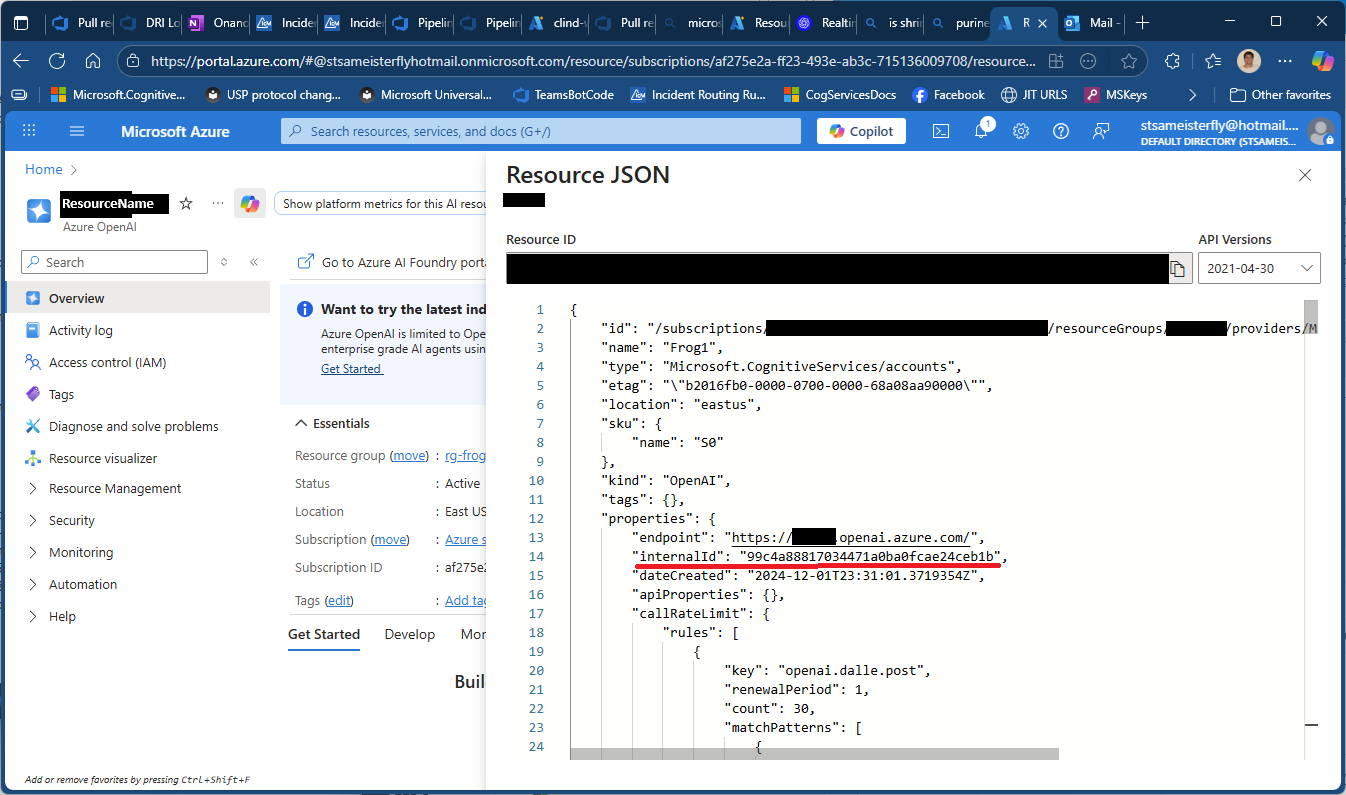 Pull re
DRI Lo
Onanc
Incide
Incide
Pipelin
Pipelin
clind-v
Pull re
micros
Resou
Realtin
is shri
purine
R
Mail -
https://portal.azure.com/#@stsameisterflyhotmail.onmicrosoft.com/resource/subscriptions/af275e2a-ff23-493e-ab3c-715136009708/resource...
Microsoft.Cognitive...
USP protocol chang...
Microsoft Universal...
TeamsBotCode
Incident Routing Ru...
CogServicesDocs
Facebook
JIT URLS
MSKeys
Other favorites
Microsoft Azure
Search resources, services, and docs (G+/)
Copilot
1
stsameisterfly@hotmail....
DEFAULT DIRECTORY (STSAMEIS...
Home
ResourceName
Azure OpenAI
Show platform metrics for this AI resou
Search
Overview
Activity log
Access control (IAM)
Tags
Diagnose and solve problems
Resource visualizer
Resource Management
Security
Monitoring
Automation
Help
Go to Azure AI Foundry porta
Want to try the latest ind
Azure OpenAI is limited to Ope
enterprise grade AI agents usin
Get Started
Essentials
Resource group (move) : rg-frog
Status : Active
Location : East US
Subscription (move) : Azure s
Subscription ID : af275e2
Tags (edit) : Add tag
Get Started
Develop
Mor
Buil
Resource JSON
Resource ID
API Versions
2021-04-30
1 {
2 "id": "/subscriptions/ /resourceGroups/ /providers/M
3 "name": "Frog1",
4 "type": "Microsoft.CognitiveServices/accounts",
5 "etag": "\"b2016fb0-0000-0700-0000-68a08aa90000\"",
6 "location": "eastus",
7 "sku": {
8 "name": "S0"
9 },
10 "kind": "OpenAI",
11 "tags": {},
12 "properties": {
13 "endpoint": "https:// .openai.azure.com/",
14 "internalId": "99c4a88817034471a0ba0fcae24ceb1b",
15 "dateCreated": "2024-12-01T23:31:01.3719354Z",
16 "apiProperties": {},
17 "callRateLimit": {
18 "rules": [
19 {
20 "key": "openai.dalle.post",
21 "renewalPeriod": 1,
22 "count": 30,
23 "matchPatterns": [
24 {
Add or remove favorites by pressing Ctrl+Shift+F